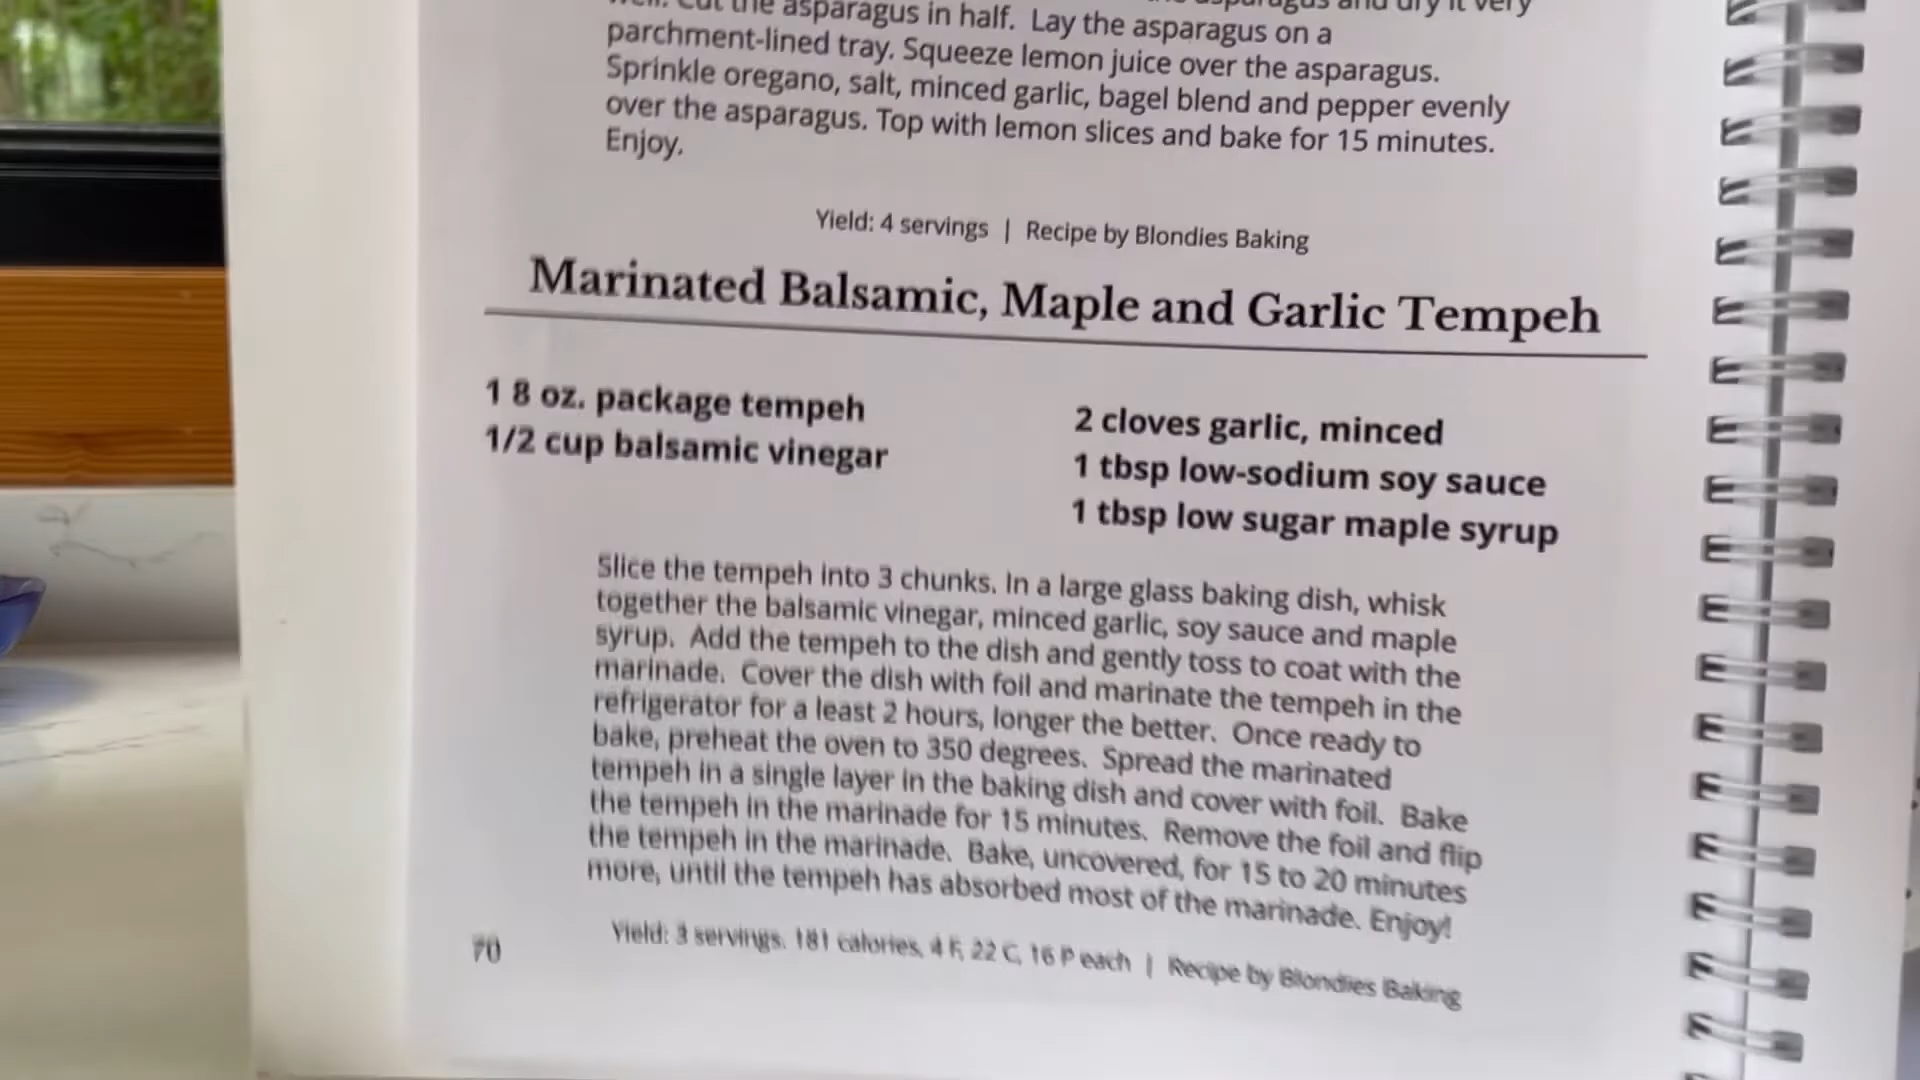 well. Cut the asparagus in half. Lay the asparagus on a
parchment-lined tray. Squeeze lemon juice over the asparagus.
Sprinkle oregano, salt, minced garlic, bagel blend and pepper evenly
over the asparagus. Top with lemon slices and bake for 15 minutes.
Enjoy.
Yield: 4 servings | Recipe by Blondies Baking
Marinated Balsamic, Maple and Garlic Tempeh
1 8 oz. package tempeh
1/2 cup balsamic vinegar
2 cloves garlic, minced
1 tbsp low-sodium soy sauce
1 tbsp low sugar maple syrup
Slice the tempeh into 3 chunks. In a large glass baking dish, whisk
together the balsamic vinegar, minced garlic, soy sauce and maple
syrup. Add the tempeh to the dish and gently toss to coat with the
marinade. Cover the dish with foil and marinate the tempeh in the
refrigerator for a least 2 hours, longer the better. Once ready to
bake, preheat the oven to 350 degrees. Spread the marinated
tempeh in a single layer in the baking dish and cover with foil. Bake
the tempeh in the marinade for 15 minutes. Remove the foil and flip
the tempeh in the marinade. Bake, uncovered, for 15 to 20 minutes
more, until the tempeh has absorbed most of the marinade. Enjoy!
Yield: 3 servings. 181 calories, 4 F, 22 C, 16 P each | Recipe by Blondies Baking
70